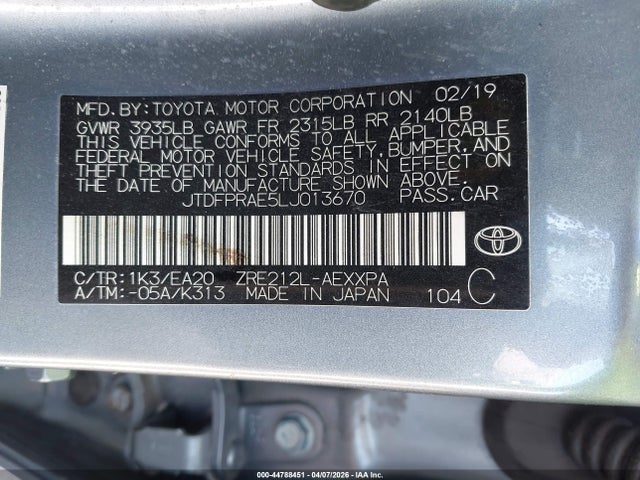 MFD. BY: TOYOTA MOTOR CORPORATION 02/19
GVWR 3935LB GAWR FR 2315LB RR 2140LB
THIS VEHICLE CONFORMS TO ALL APPLICABLE
FEDERAL MOTOR VEHICLE SAFETY, BUMPER, AND
THEFT PREVENTION STANDARDS IN EFFECT ON
THE DATE OF MANUFACTURE SHOWN ABOVE.
JTDFPRAE5LJ013670 PASS. CAR
C/TR: 1K3/EA20 ZRE212L-AEXXPA
A/TM: -05A/K313 MADE IN JAPAN 104 C
000-44788451 - 04/07/2026 - IAA Inc.